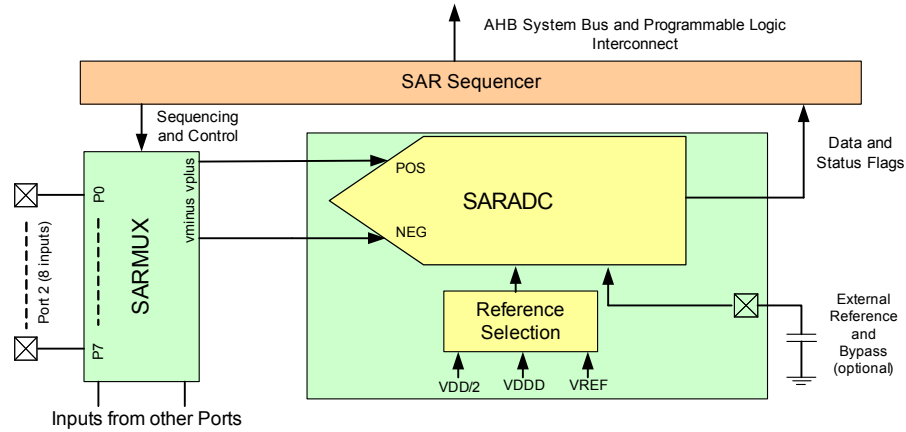 AHB System Bus and Programmable Logic
Interconnect
SAR Sequencer
Sequencing
and Control
Data and
Status Flags
vminus vplus
POS
NEG
SARADC
P0
P7
Port 2 (8 inputs)
SARMUX
Reference
Selection
VDD/2
VDDD
VREF
External
Reference
and
Bypass
(optional)
Inputs from other Ports